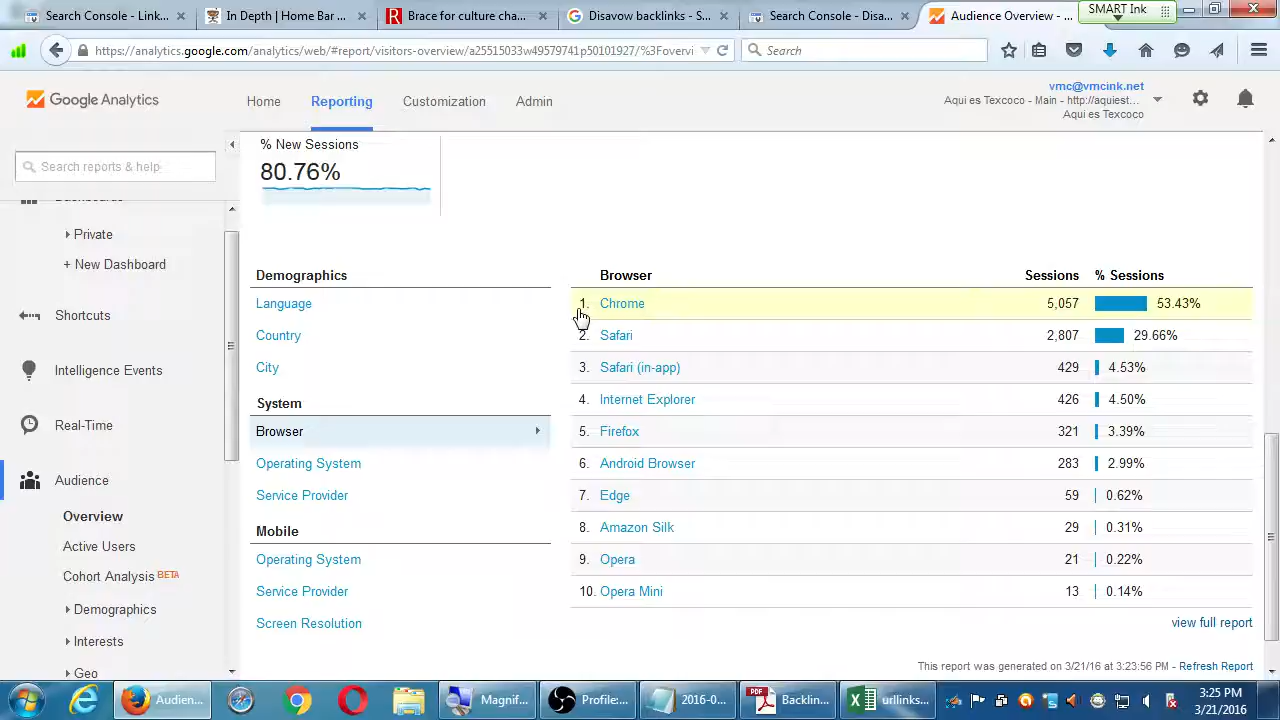 Search Console - Link...
In Depth | Home Bar ...
Brace for culture cha...
Disavow backlinks - S...
Search Console - Disa...
Audience Overview - ...
SMART Ink
https://analytics.google.com/analytics/web/#report/visitors-overview/a25515033w49579741p50101927/%3Fovervi
Search
Google Analytics
Home
Reporting
Customization
Admin
vmc@vmcink.net
Aqui es Texcoco - Main - http://aquiest...
Aqui es Texcoco
Search reports & help
Dashboards
Private
+ New Dashboard
Shortcuts
Intelligence Events
Real-Time
Audience
Overview
Active Users
Cohort Analysis BETA
Demographics
Interests
Geo
% New Sessions
80.76%
Demographics
Language
Country
City
System
Browser
Operating System
Service Provider
Mobile
Operating System
Service Provider
Screen Resolution
Browser Sessions % Sessions
1. Chrome 5,057 53.43%
2. Safari 2,807 29.66%
3. Safari (in-app) 429 4.53%
4. Internet Explorer 426 4.50%
5. Firefox 321 3.39%
6. Android Browser 283 2.99%
7. Edge 59 0.62%
8. Amazon Silk 29 0.31%
9. Opera 21 0.22%
10. Opera Mini 13 0.14%
view full report
This report was generated on 3/21/16 at 3:23:56 PM - Refresh Report
Audien...
Magnif...
Profile:...
2016-0...
Backlin...
urllinks...
3:25 PM
3/21/2016